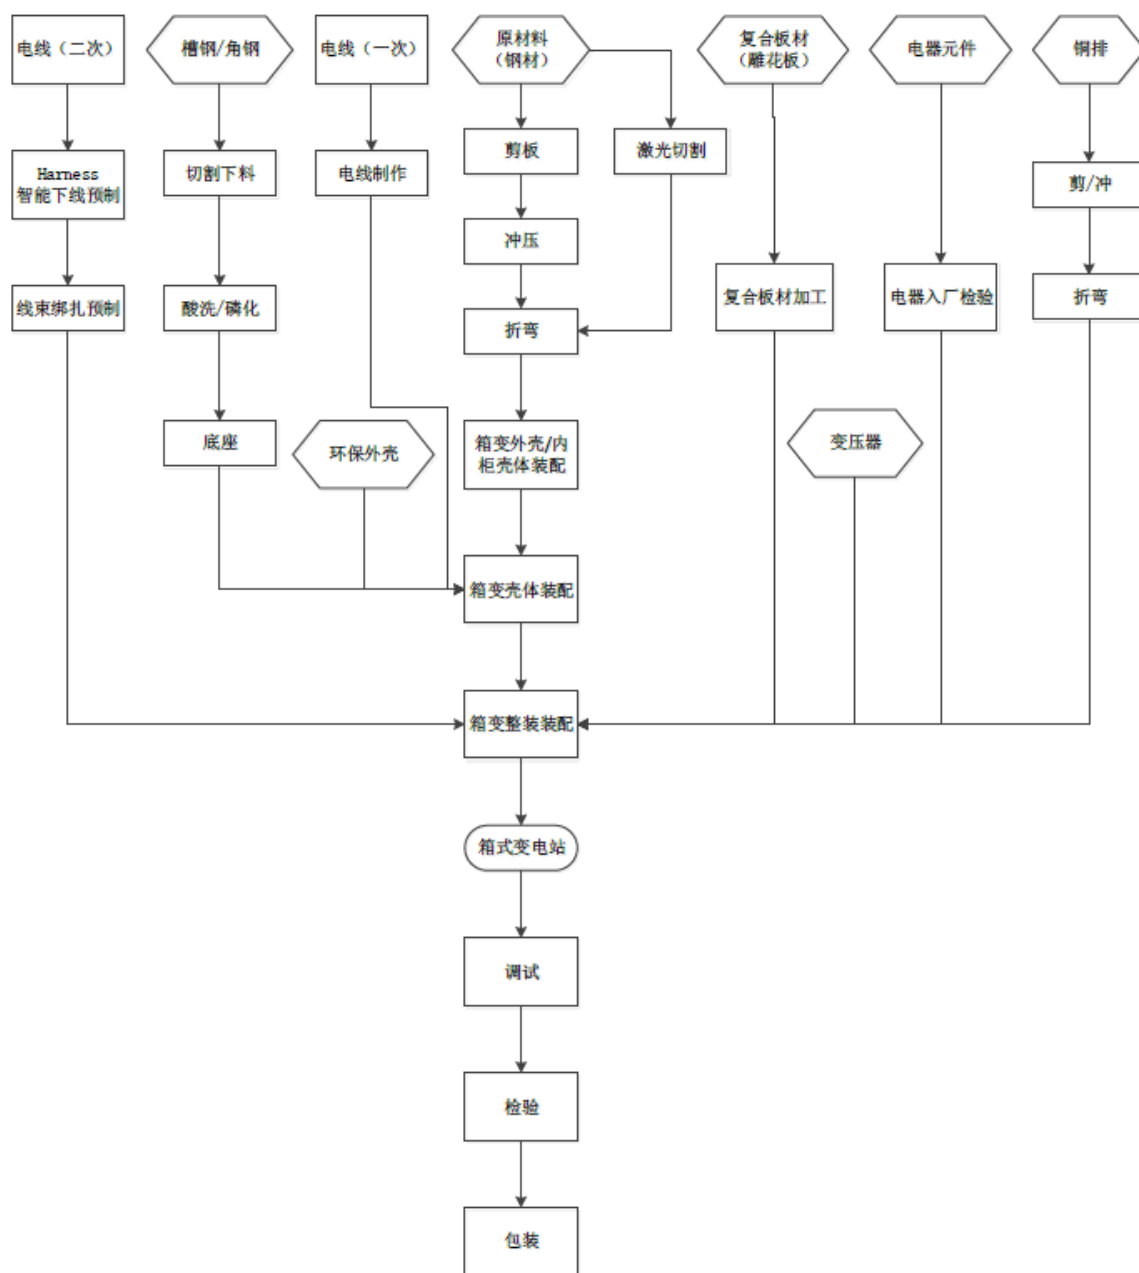 电线（二次）
槽钢/角钢
电线（一次）
原材料
（钢材）
复合板材
（雕花板）
电器元件
铜排
剪板
激光切割
Harness
智能下线预制
切割下料
电线制作
剪/冲
冲压
线束绑扎预制
酸洗/磷化
折弯
复合板材加工
电器入厂检验
折弯
底座
环保外壳
箱变外壳/内
柜壳体装配
变压器
箱变壳体装配
箱变整装装配
箱式变电站
调试
检验
包装